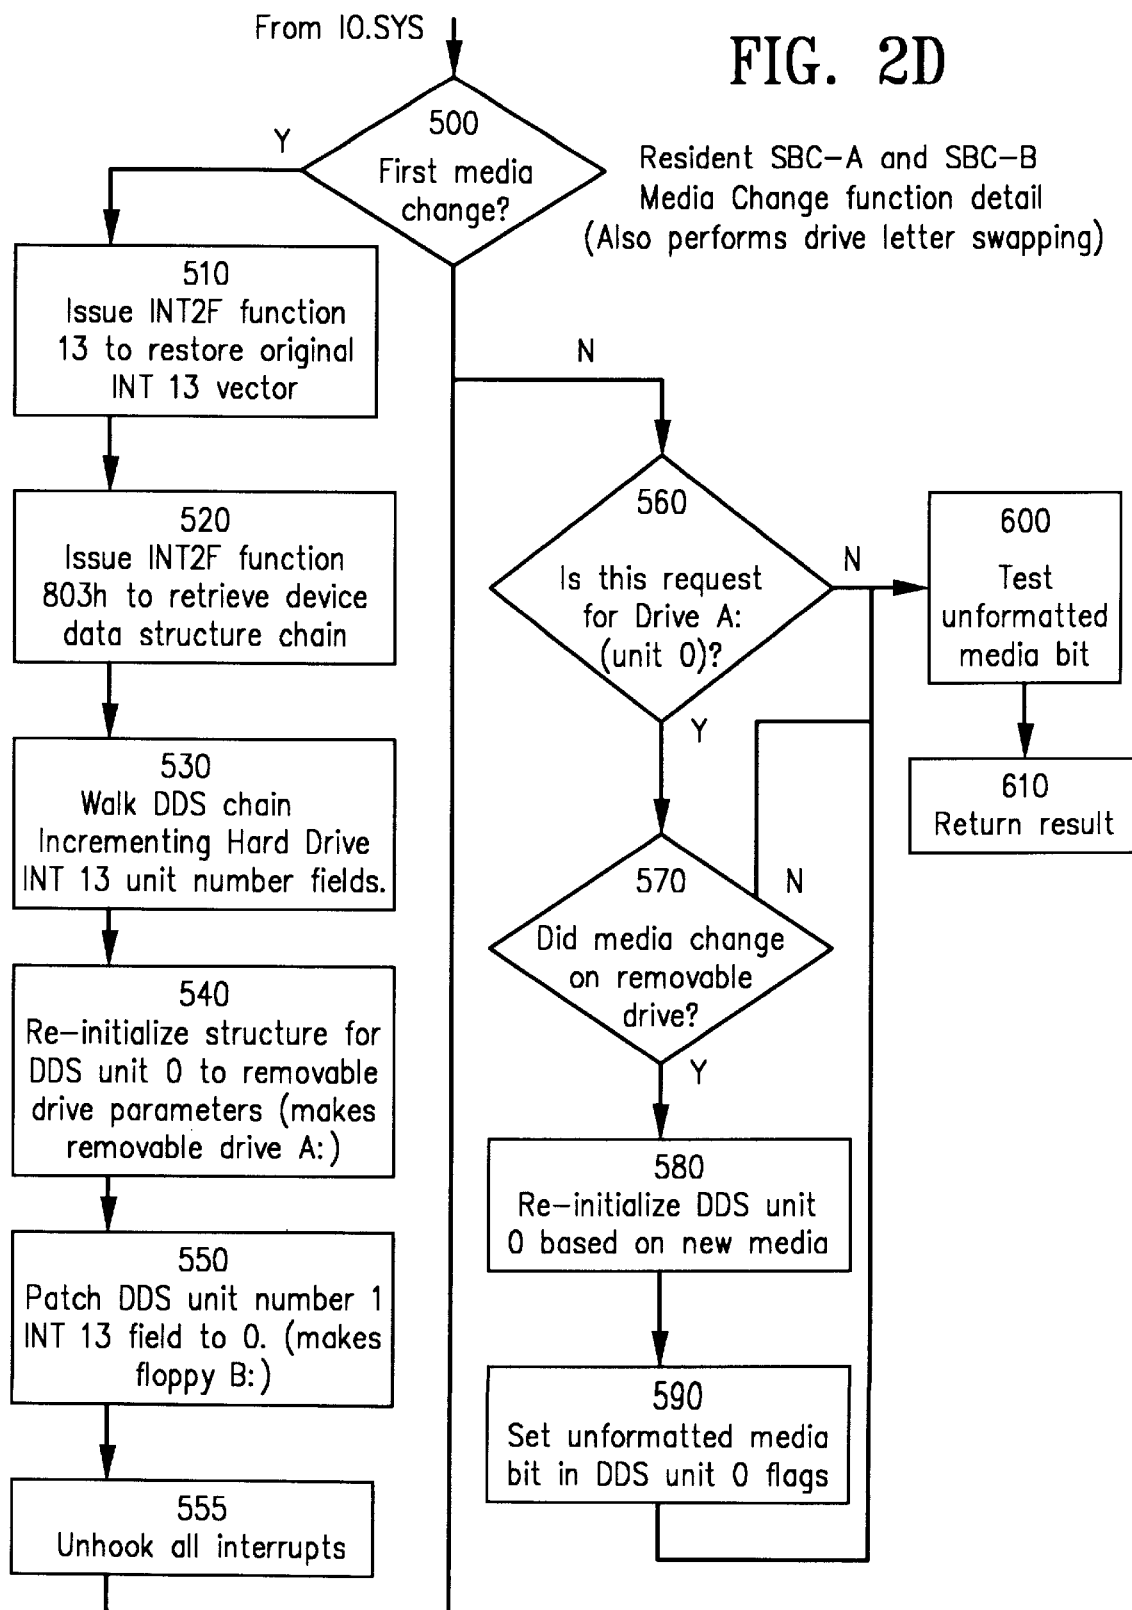 From IO.SYS
FIG. 2D
Resident SBC-A and SBC-B
Media Change function detail
(Also performs drive letter swapping)
500
First media
change?
Y
N
510
Issue INT2F function
13 to restore original
INT 13 vector
520
Issue INT2F function
803h to retrieve device
data structure chain
530
Walk DDS chain
Incrementing Hard Drive
INT 13 unit number fields.
540
Re-initialize structure for
DDS unit 0 to removable
drive parameters (makes
removable drive A:)
550
Patch DDS unit number 1
INT 13 field to 0. (makes
floppy B:)
555
Unhook all interrupts
560
Is this request
for Drive A:
(unit 0)?
N
Y
570
Did media change
on removable
drive?
N
Y
580
Re-initialize DDS unit
0 based on new media
590
Set unformatted media
bit in DDS unit 0 flags
600
Test
unformatted
media bit
610
Return result